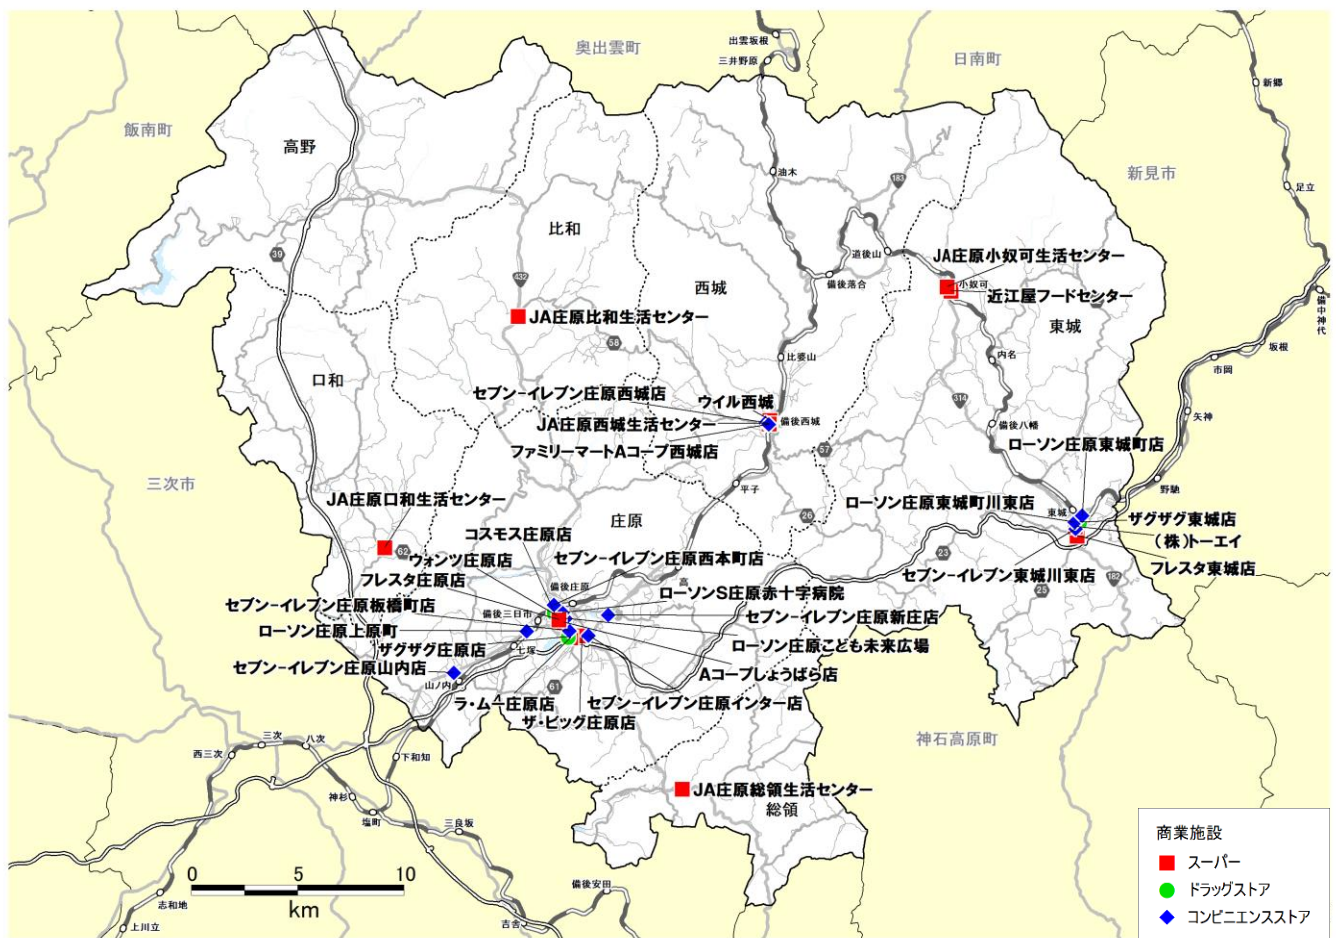 出雲坂根
奥出雲町
三井野原
日南町
新郷
飯南町
高野
油木
183
新見市
足立
比和
39
道後山
JA庄原小奴可生活センター
432
西城
備後落合
小奴可
近江屋フードセンター
備中神代
JA庄原比和生活センター
東城
58
坂根
比婆山
内名
市岡
口和
セブン-イレブン庄原西城店
ウイル西城
314
矢神
JA庄原西城生活センター
備後西城
備後八幡
ファミリーマートAコープ西城店
57
ローソン庄原東城町店
三次市
平子
野馳
JA庄原口和生活センター
ローソン庄原東城町川東店
庄原
26
東城
ザグザグ東城店
コスモス庄原店
(株)トーエイ
62
ウォンツ庄原店
セブン-イレブン庄原西本町店
23
フレスタ東城店
フレスタ庄原店
備後庄原
高
セブン-イレブン東城川東店
182
ローソンS庄原赤十字病院
25
セブン-イレブン庄原板橋町店
備後三日市
セブン-イレブン庄原新庄店
ローソン庄原上原町
ザグザグ庄原店
七塚
ローソン庄原こども未来広場
セブン-イレブン庄原山内店
Aコープしょうばら店
山ノ内
61
ラ・ムー庄原店
セブン-イレブン庄原インター店
ザ・ビッグ庄原店
三次
八次
神石高原町
西三次
下和知
JA庄原総領生活センター
神杉
総領
塩町
三良坂
商業施設
スーパー
0
5
10
km
備後安田
ドラッグストア
志和地
コンビニエンスストア
吉舎
上川立